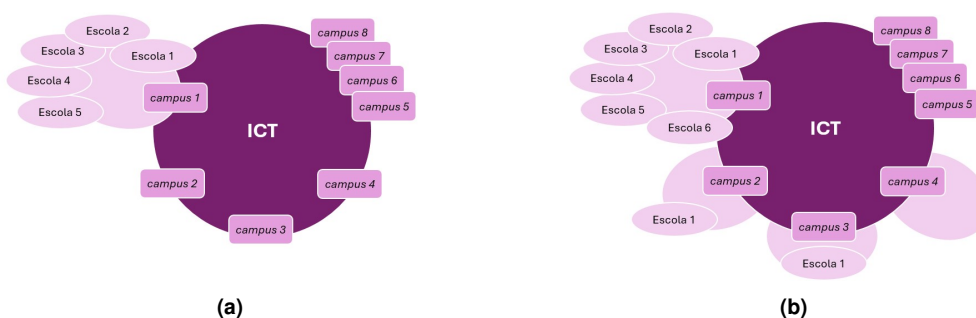 Escola 2
Escola 3
Escola 1
Escola 4
campus 1
Escola 5
campus 8
campus 7
campus 6
campus 5
ICT
campus 2
campus 4
campus 3
(a)
Escola 2
Escola 3
Escola 1
Escola 4
campus 1
Escola 5
Escola 6
campus 8
campus 7
campus 6
campus 5
ICT
campus 2
campus 4
Escola 1
campus 3
Escola 1
(b)